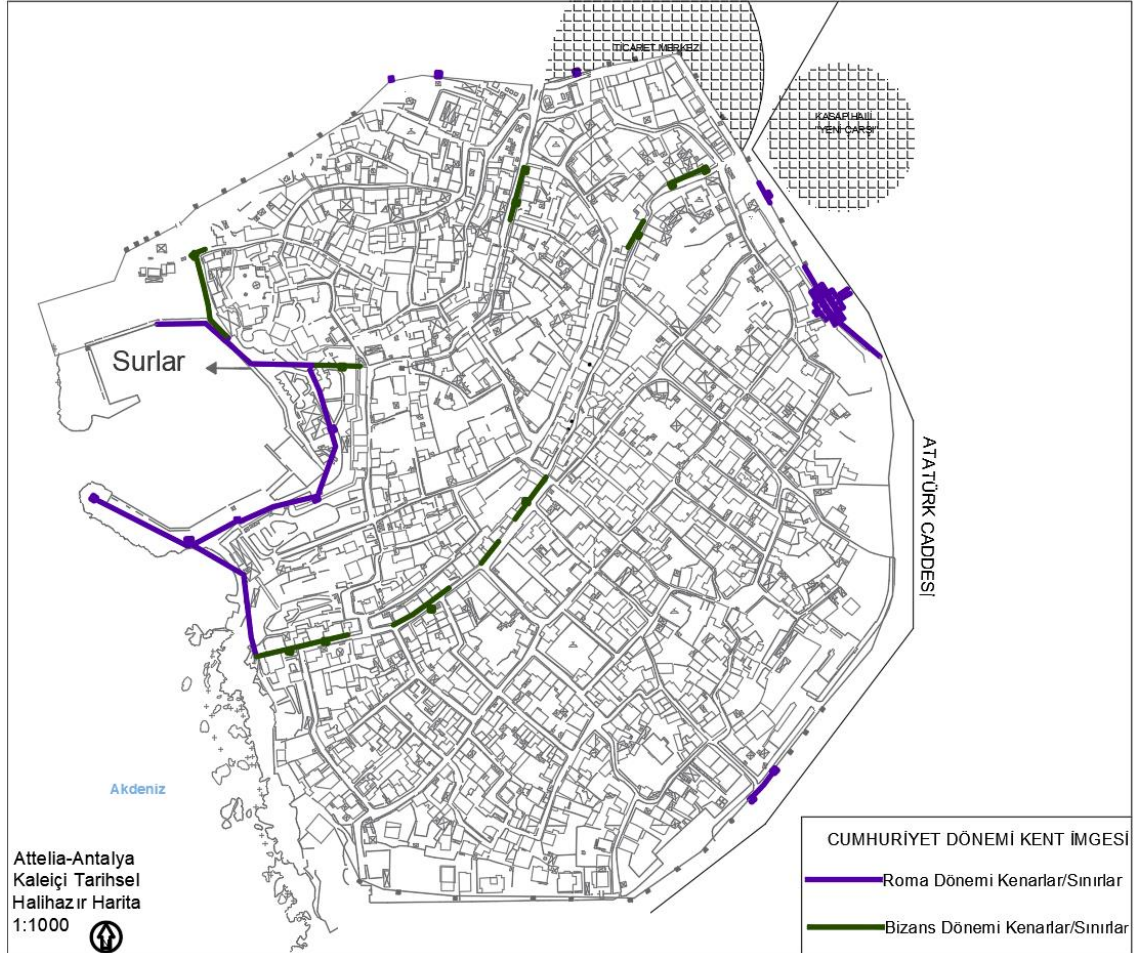 TİCARET MERKEZİ
KASAP HALİ
"YENİ ÇARŞI"
Surlar
ATATÜRK CADDESİ
Akdeniz
Attelia-Antalya
Kaleiçi Tarihsel
Halihazır Harita
1:1000
CUMHURİYET DÖNEMİ KENT İMGESİ
Roma Dönemi Kenarlar/Sınırlar
Bizans Dönemi Kenarlar/Sınırlar